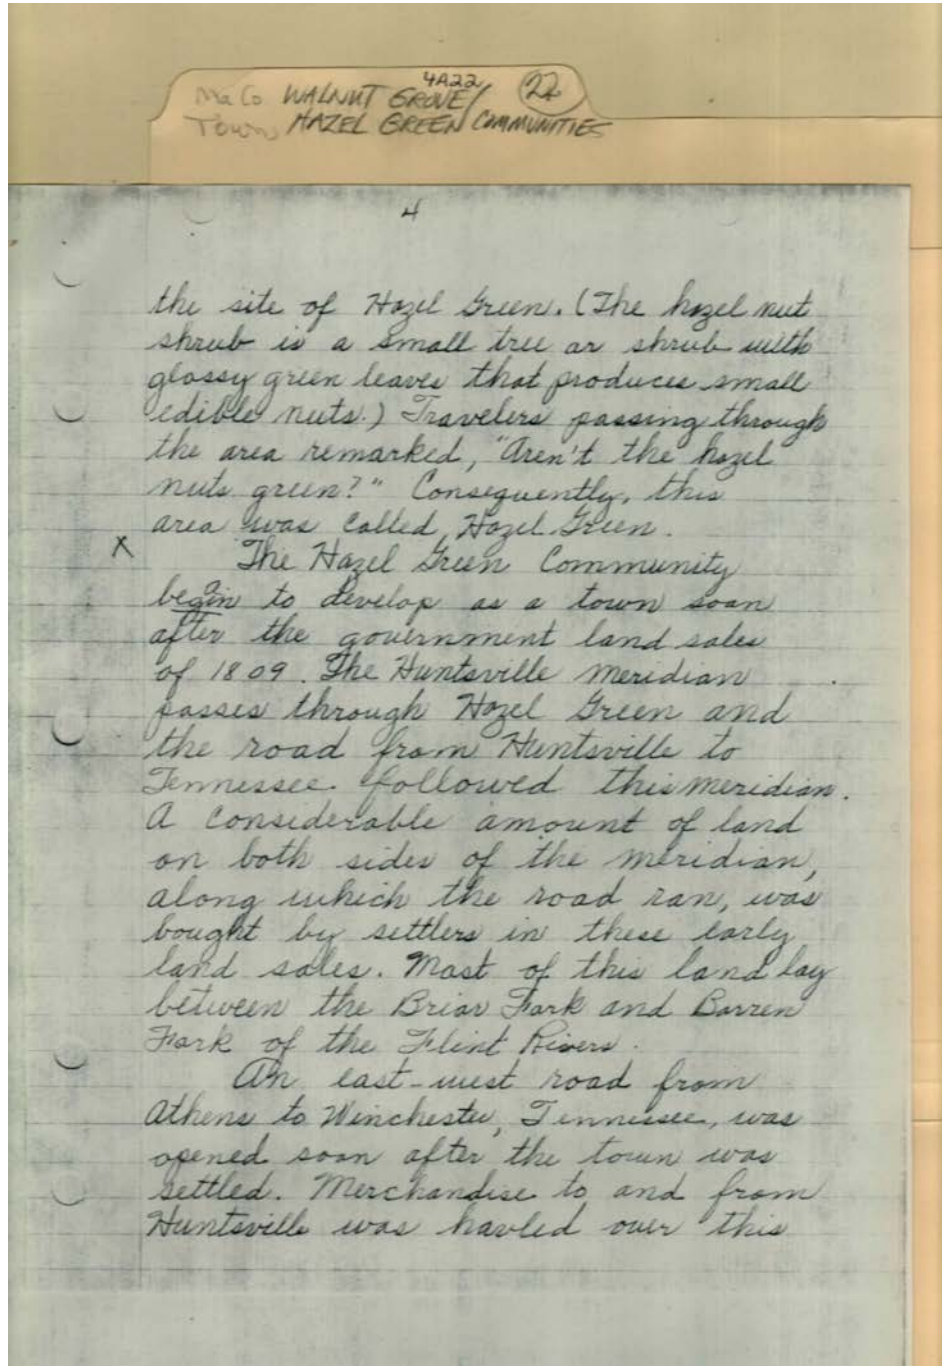 4A22
Ma Co WALNUT GROVE/ 22
Town HAZEL GREEN COMMUNITIES
4
the site of Hazel Green. (The hazel nut
shrub is a small tree or shrub with
glossy green leaves that produces small
edible nuts.) Travelers passing through
the area remarked, "Aren't the hazel
nuts green?" Consequently, this
area was called Hazel Green.
X The Hazel Green Community
begin to develop as a town soon
after the government land sales
of 1809. The Huntsville Meridian
passes through Hazel Green and
the road from Huntsville to
Tennessee followed this meridian.
A considerable amount of land
on both sides of the meridian,
along which the road ran, was
bought by settlers in these early
land sales. Most of this land lay
between the Briar Fork and Barren
Fork of the Flint Rivers.
An east-west road from
Athens to Winchester, Tennessee, was
opened soon after the town was
settled. Merchandise to and from
Huntsville was havled over this